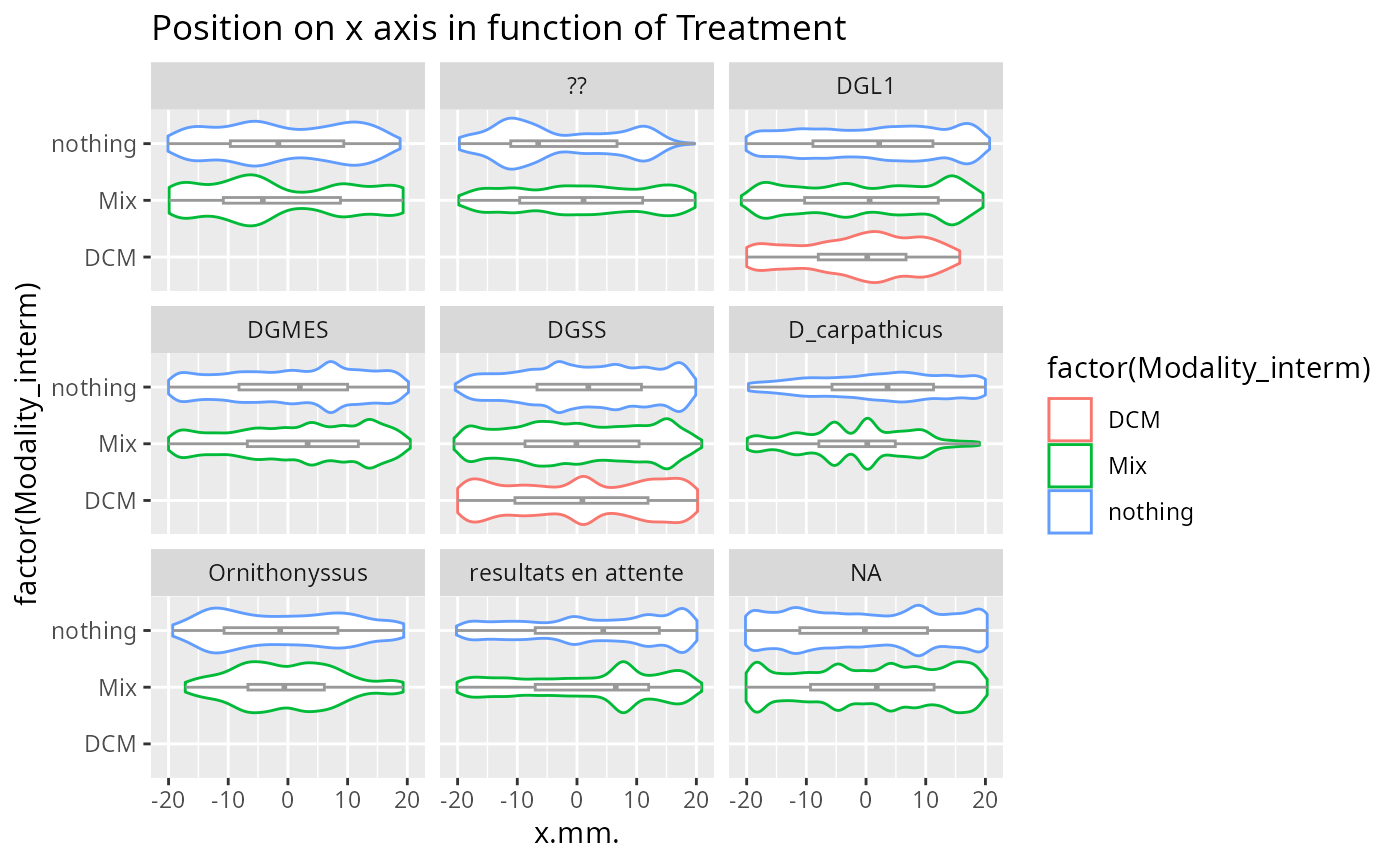 Position on x axis in function of Treatment
??
DGL1
nothing
Mix
DCM
DGMES
DGSS
D_carpathicus
nothing
Mix
DCM
Ornithonyssus
resultats en attente
NA
nothing
Mix
DCM
-20 -10 0 10 20
-20 -10 0 10 20
-20 -10 0 10 20
x.mm.
factor(Modality_interm)
factor(Modality_interm)
DCM
Mix
nothing